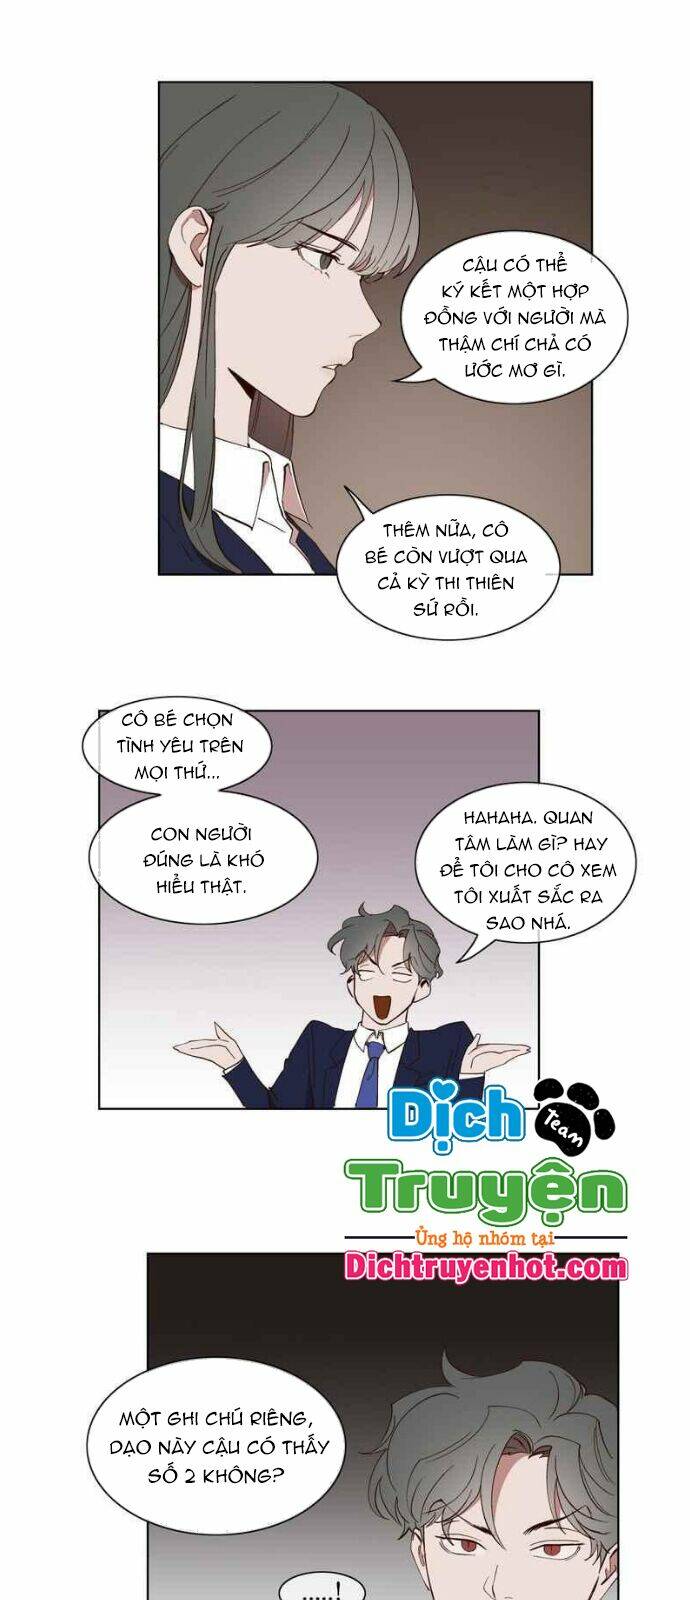 CẬU CÓ THỂ
KÝ KẾT MỘT HỢP
ĐỒNG VỚI NGƯỜI MÀ
THẬM CHÍ CHẢ CÓ
ƯỚC MƠ GÌ.
THÊM NỮA, CÔ
BÉ CÒN VƯỢT QUA
CẢ KỲ THI THIÊN
SỨ RỒI.
CÔ BÉ CHỌN
TÌNH YÊU TRÊN
MỌI THỨ...
CON NGƯỜI
ĐÚNG LÀ KHÓ
HIỂU THẬT.
HAHAHA. QUAN
TÂM LÀM GÌ? HAY
ĐỂ TÔI CHO CÔ XEM
TÔI XUẤT SẮC RA
SAO NHÁ.
Dịch
Team
Truyện
Ủng hộ nhóm tại
Dichtruyenhot.com
MỘT GHI CHÚ RIÊNG,
DẠO NÀY CẬU CÓ THẤY
SỐ 2 KHÔNG?
.....!